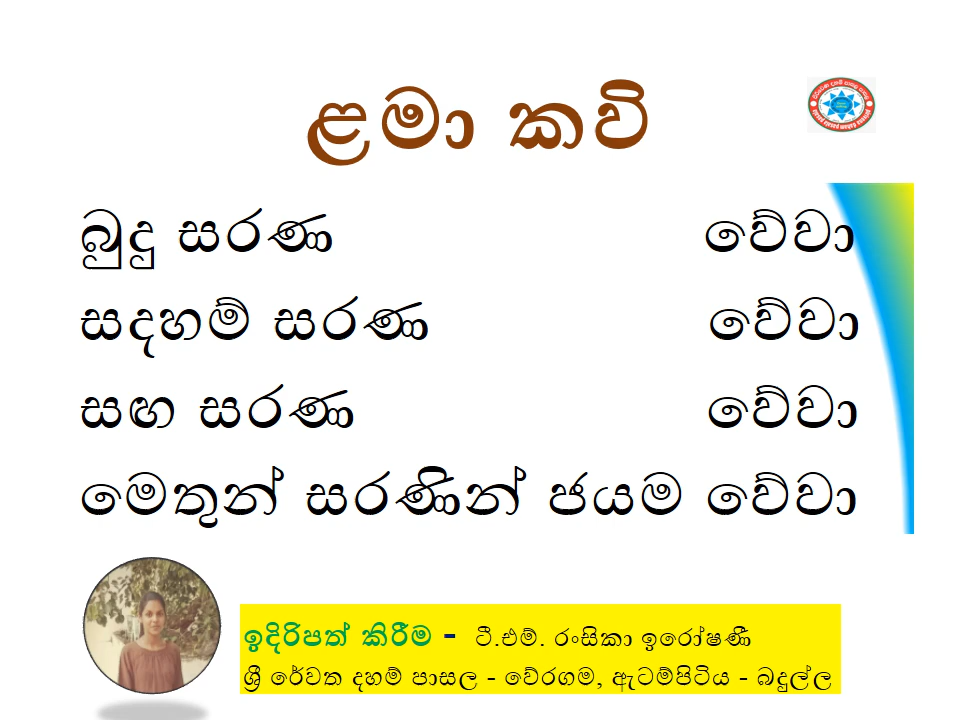 ළමා කවි
බුදු සරණ වේවා
සදහම් සරණ වේවා
සඟ සරණ වේවා
මෙතුන් සරණින් ජයම වේවා
ඉදිරිපත් කිරීම - ටී.එම්. රංසිකා ඉරෝෂණී
ශ්‍රී රේවත දහම් පාසල - වේරගම, ඇටම්පිටිය - බදුල්ල